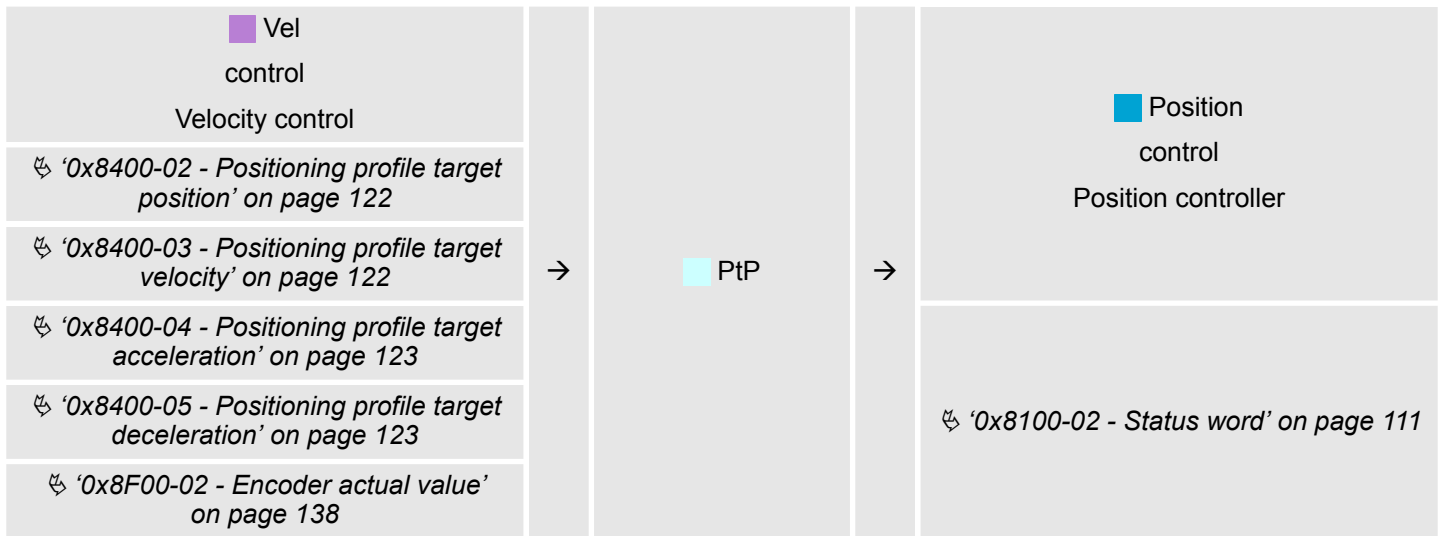 Vel
control
Velocity control
↳ ‘0x8400-02 - Positioning profile target
position’ on page 122
↳ ‘0x8400-03 - Positioning profile target
velocity’ on page 122
↳ ‘0x8400-04 - Positioning profile target
acceleration’ on page 123
↳ ‘0x8400-05 - Positioning profile target
deceleration’ on page 123
↳ ‘0x8F00-02 - Encoder actual value’
on page 138
→
PtP
→
Position
control
Position controller
↳ ‘0x8100-02 - Status word’ on page 111